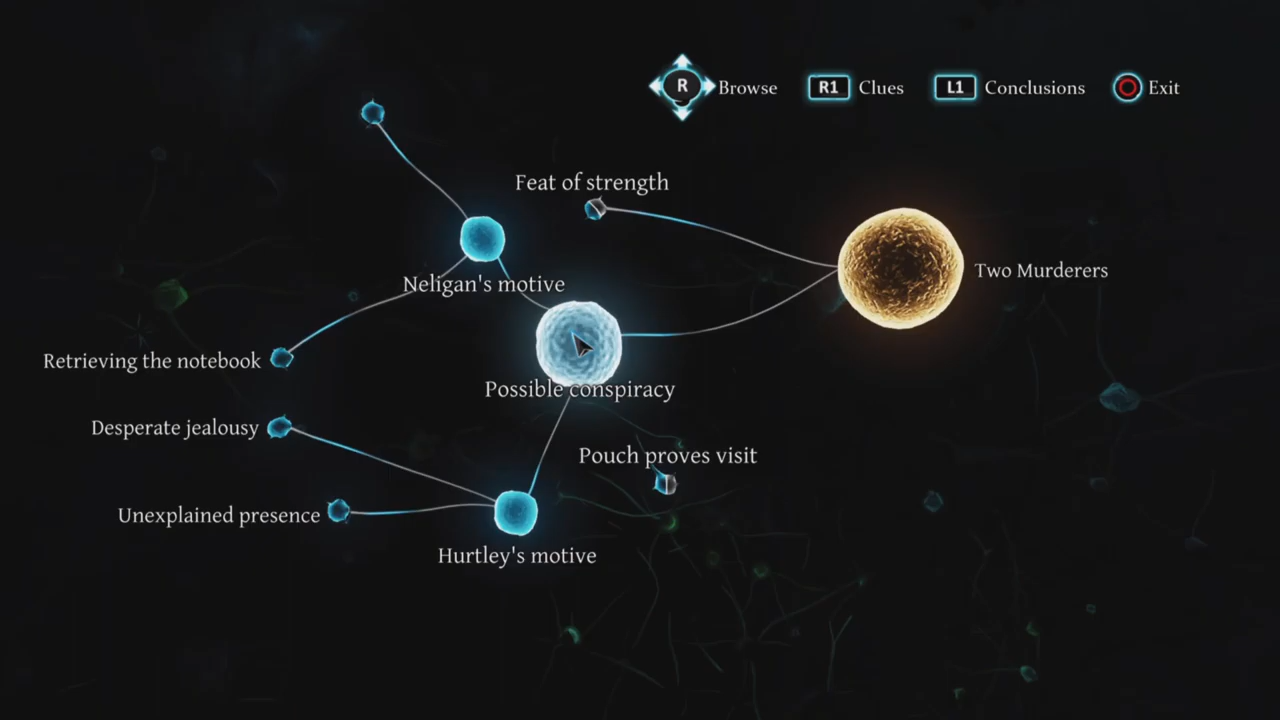 R Browse R1 Clues L1 Conclusions Exit
Feat of strength
Two Murderers
Neligan's motive
Retrieving the notebook
Possible conspiracy
Desperate jealousy
Pouch proves visit
Unexplained presence
Hurtley's motive